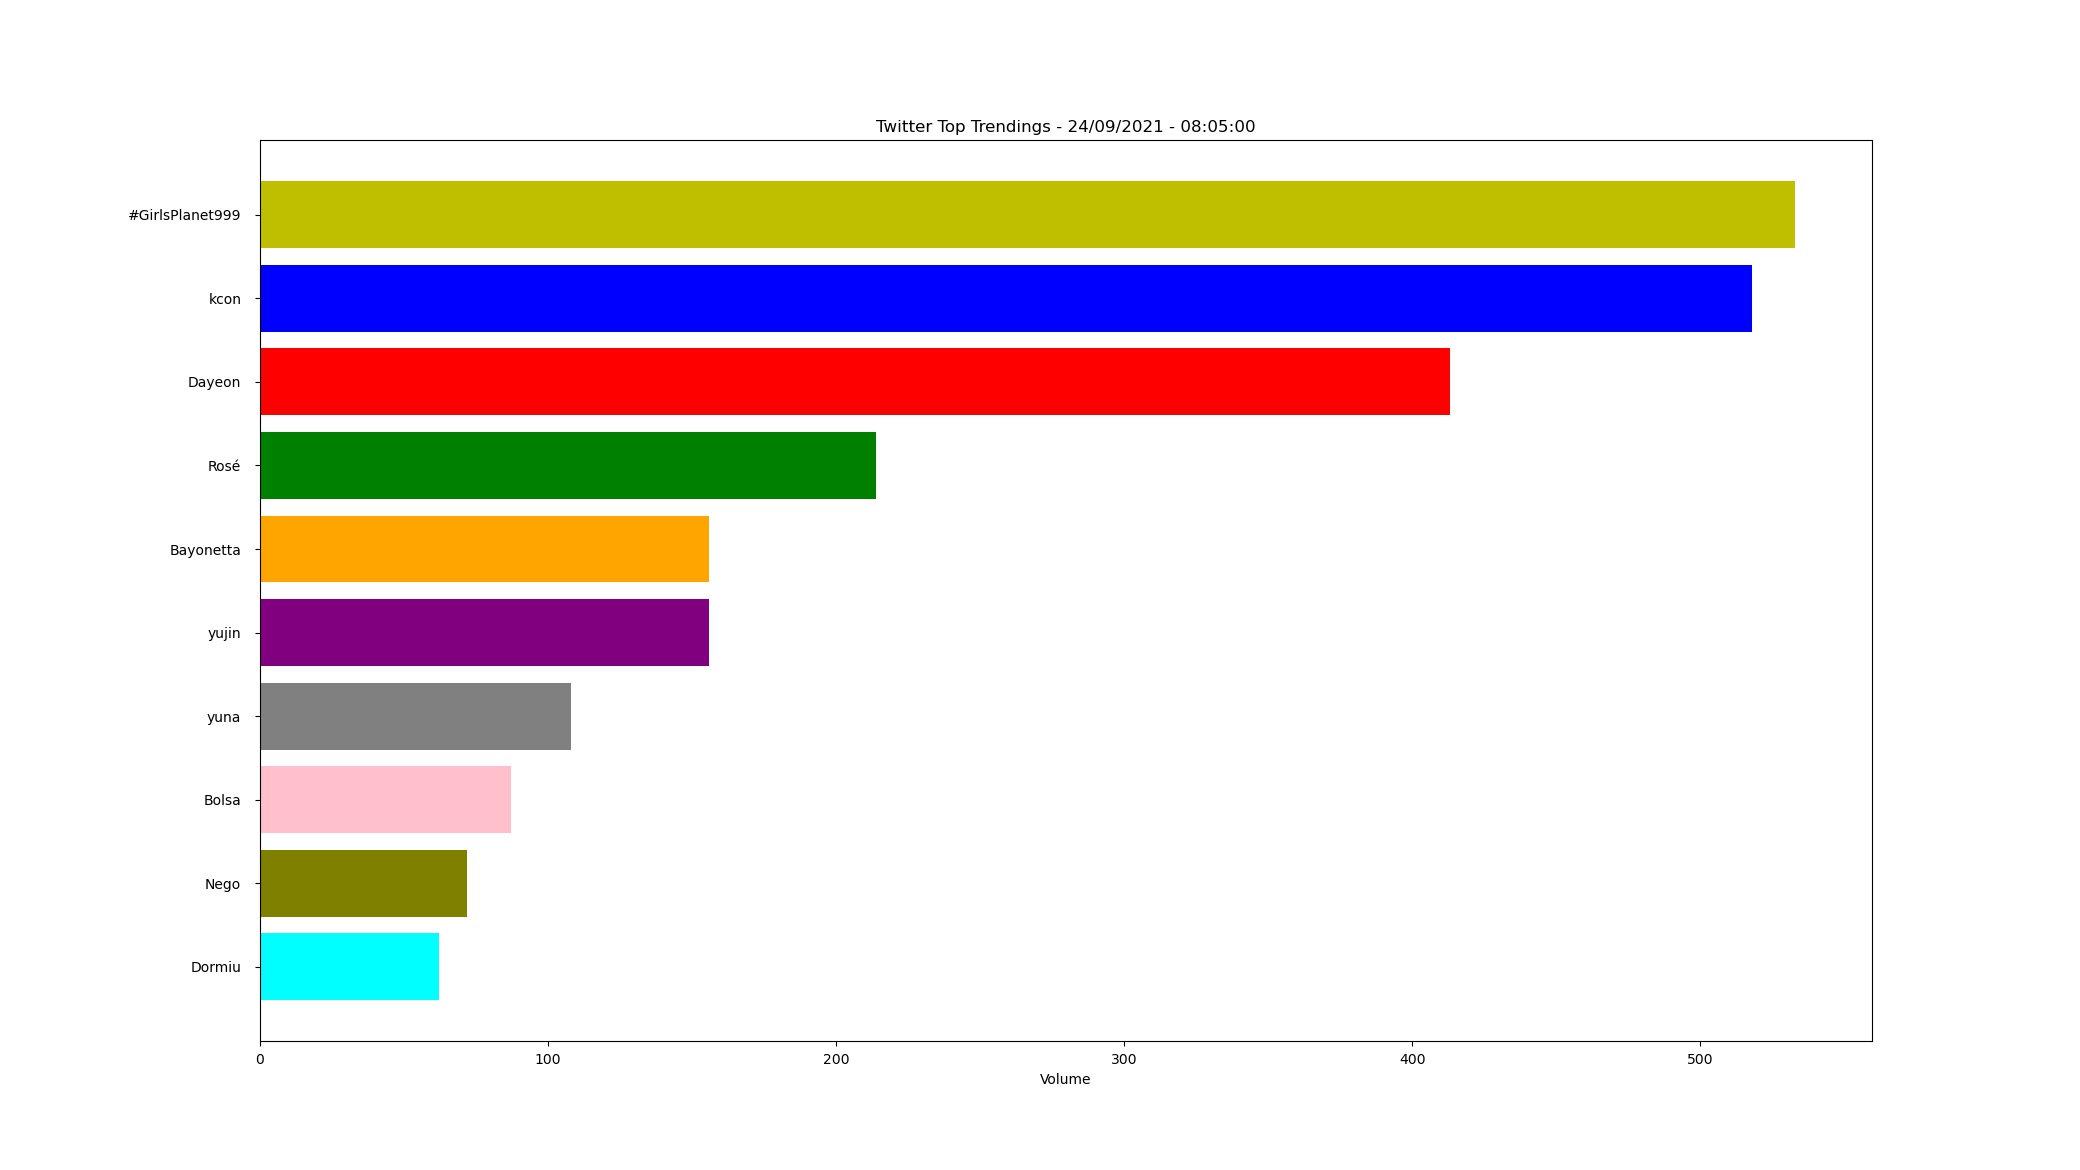 Twitter Top Trendings - 24/09/2021 - 08:05:00
#GirlsPlanet999
kcon
Dayeon
Rosé
Bayonetta
yujin
yuna
Bolsa
Nego
Dormiu
0 100 200 300 400 500
Volume